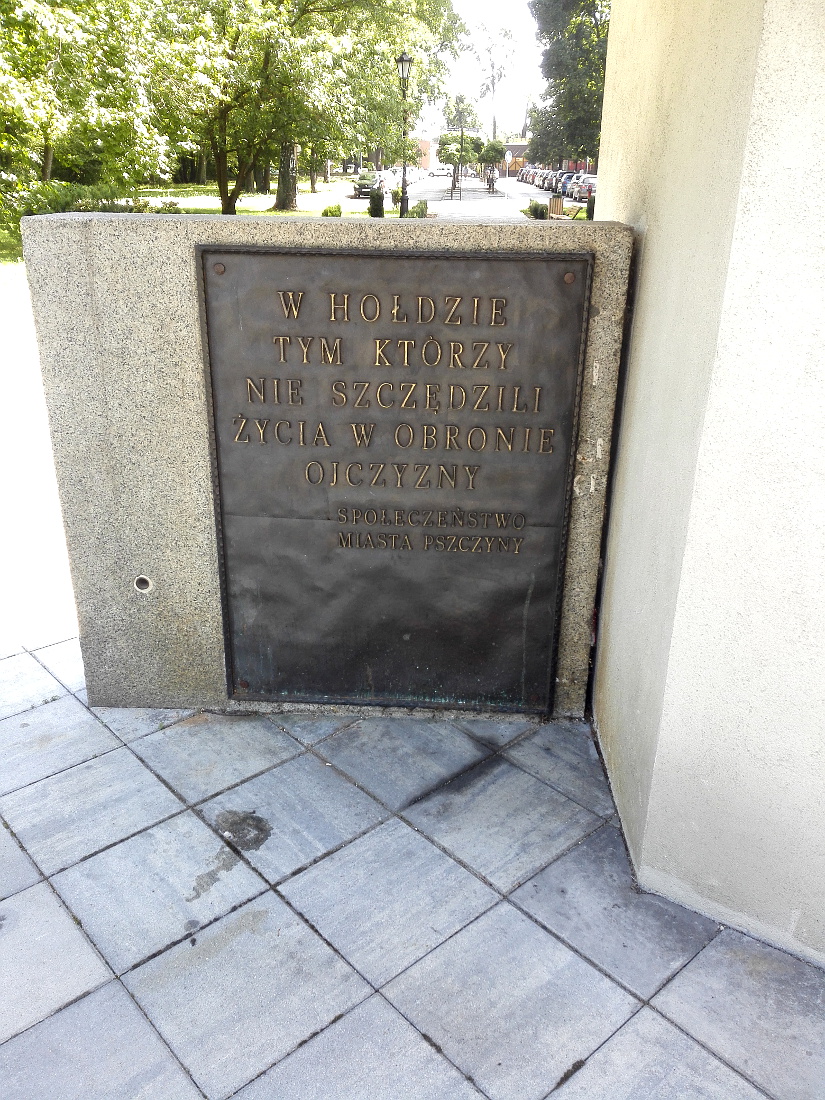 W HOŁDZIE
TYM KTÓRZY
NIE SZCZĘDZILI
ŻYCIA W OBRONIE
OJCZYZNY
SPOŁECZEŃSTWO
MIASTA PSZCZYNY